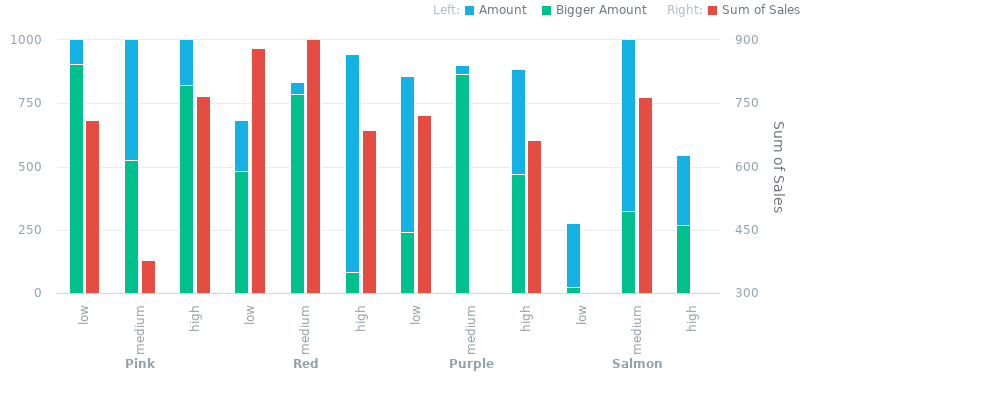 Left: Amount Bigger Amount Right: Sum of Sales
1000 900
750 750
500 600
250 450
0 300
Sum of Sales
low medium high low medium high low medium high low medium high
Pink Red Purple Salmon